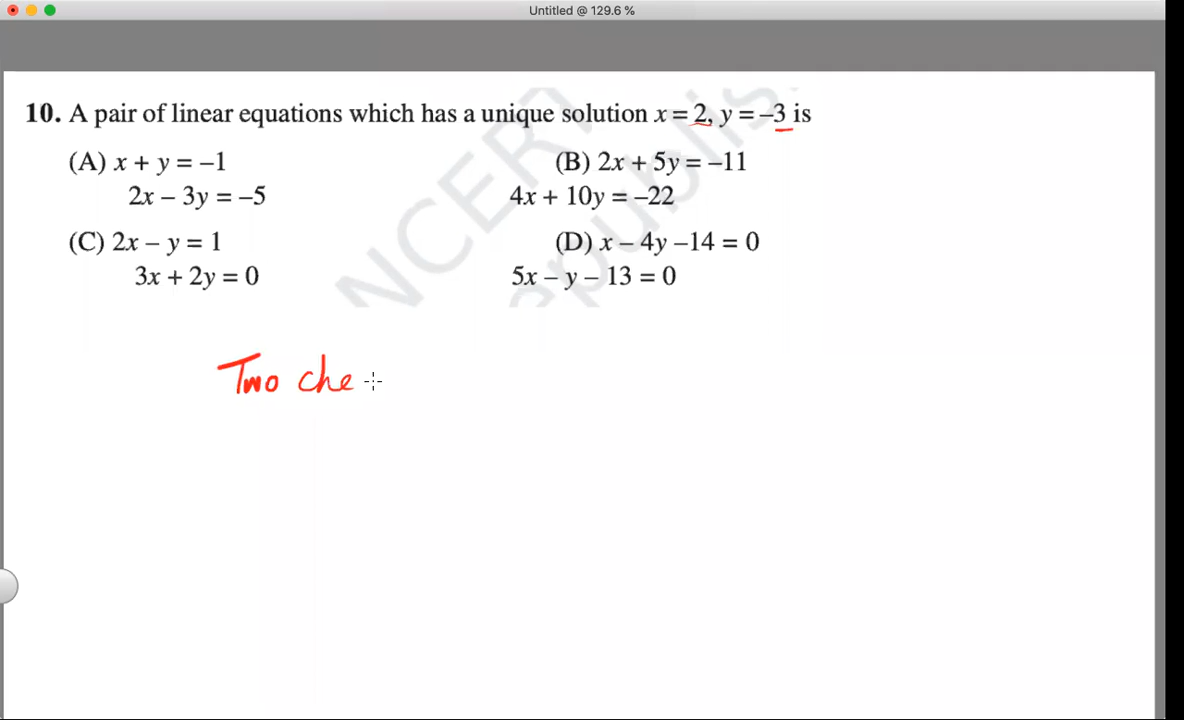 Untitled @ 129.6 %
10. A pair of linear equations which has a unique solution x = 2, y = –3 is
(A) x + y = –1
2x – 3y = –5
(B) 2x + 5y = –11
4x + 10y = –22
(C) 2x – y = 1
3x + 2y = 0
(D) x – 4y –14 = 0
5x – y – 13 = 0
Two che
NCERT